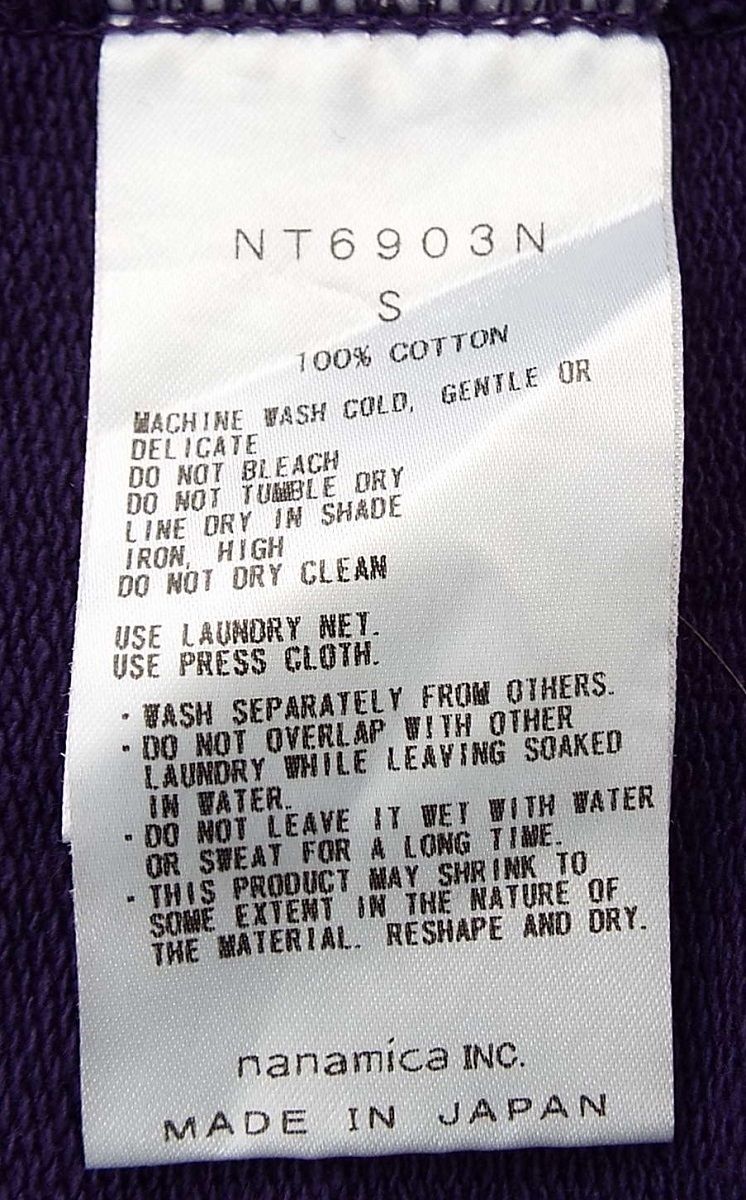 NT6903N
S
100% COTTON
MACHINE WASH COLD, GENTLE OR
DELICATE
DO NOT BLEACH
DO NOT TUMBLE DRY
LINE DRY IN SHADE
IRON, HIGH
DO NOT DRY CLEAN
USE LAUNDRY NET.
USE PRESS CLOTH.
・WASH SEPARATELY FROM OTHERS.
・DO NOT OVERLAP WITH OTHER
LAUNDRY WHILE LEAVING SOAKED
IN WATER.
・DO NOT LEAVE IT WET WITH WATER
OR SWEAT FOR A LONG TIME.
・THIS PRODUCT MAY SHRINK TO
SOME EXTENT IN THE NATURE OF
THE MATERIAL. RESHAPE AND DRY.
nanamica INC.
MADE IN JAPAN